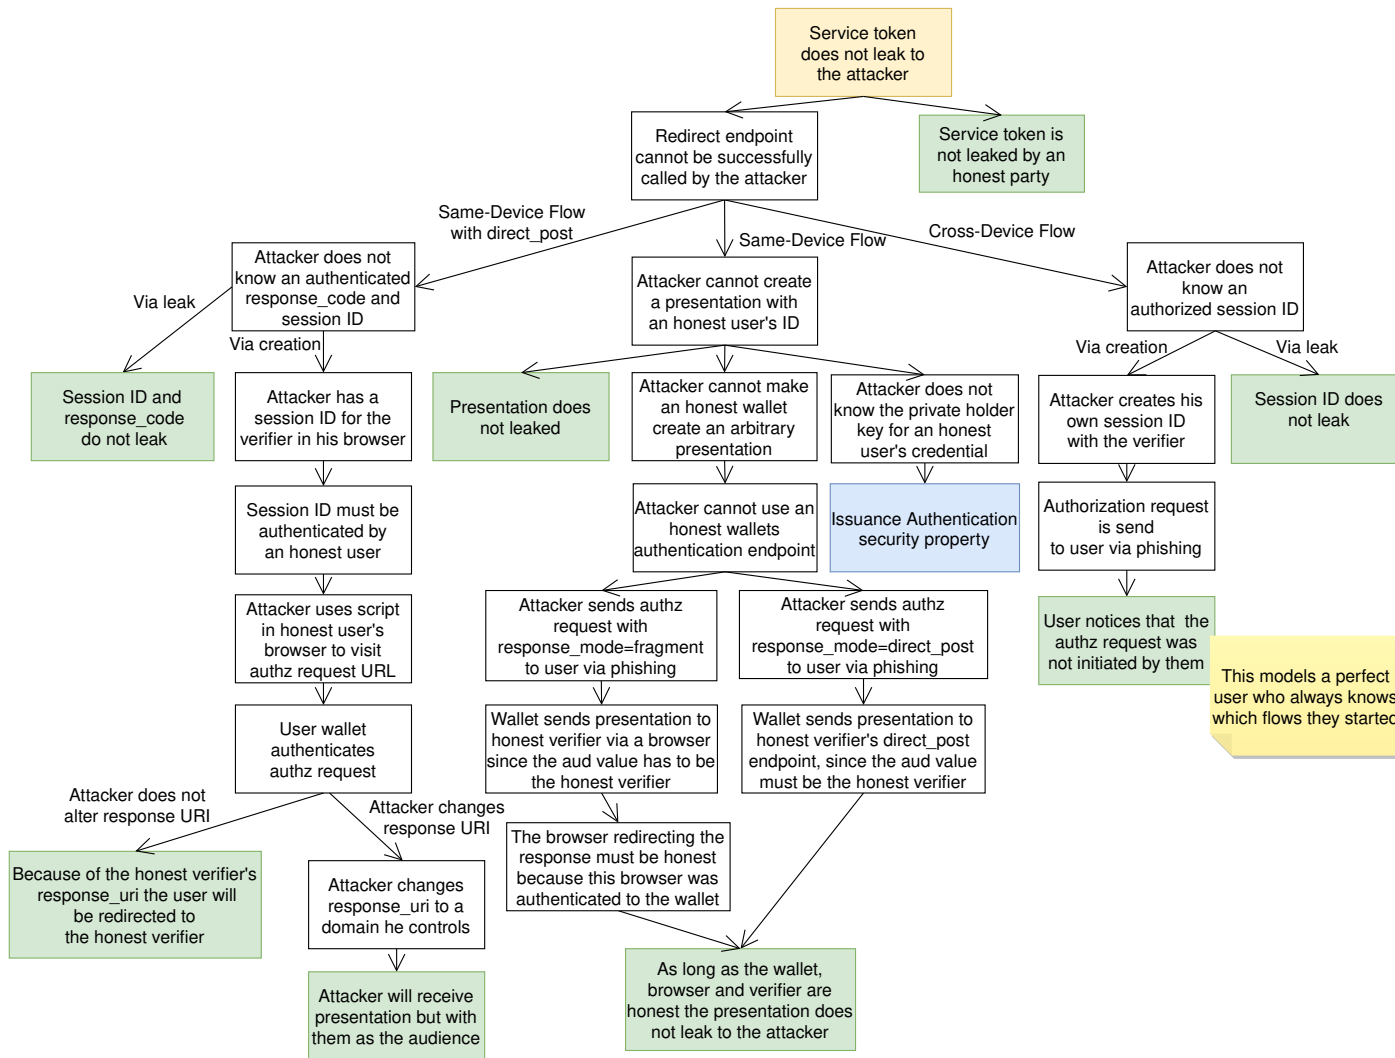 Service token
does not leak to
the attacker
Redirect endpoint
cannot be successfully
called by the attacker
Service token is
not leaked by an
honest party
Same-Device Flow
with direct_post
Same-Device Flow
Cross-Device Flow
Attacker does not
know an authenticated
response_code and
session ID
Attacker cannot create
a presentation with
an honest user's ID
Attacker does not
know an
authorized session ID
Via leak
Via creation
Via creation
Via leak
Session ID and
response_code
do not leak
Attacker has a
session ID for the
verifier in his browser
Presentation does
not leaked
Attacker cannot make
an honest wallet
create an arbitrary
presentation
Attacker does not
know the private holder
key for an honest
user's credential
Attacker creates his
own session ID
with the verifier
Session ID does
not leak
Session ID must be
authenticated by
an honest user
Attacker cannot use an
honest wallets
authentication endpoint
Issuance Authentication
security property
Authorization request
is send
to user via phishing
Attacker uses script
in honest user's
browser to visit
authz request URL
Attacker sends authz
request with
response_mode=fragment
to user via phishing
Attacker sends authz
request with
response_mode=direct_post
to user via phishing
User notices that the
authz request was
not initiated by them
This models a perfect
user who always knows
which flows they started
User wallet
authenticates
authz request
Wallet sends presentation to
honest verifier via a browser
since the aud value has to be
the honest verifier
Wallet sends presentation to
honest verifier's direct_post
endpoint, since the aud value
must be the honest verifier
Attacker does not
alter response URI
Attacker changes
response URI
Because of the honest verifier's
response_uri the user will
be redirected to
the honest verifier
Attacker changes
response_uri to a
domain he controls
The browser redirecting the
response must be honest
because this browser was
authenticated to the wallet
Attacker will receive
presentation but with
them as the audience
As long as the wallet,
browser and verifier are
honest the presentation does
not leak to the attacker